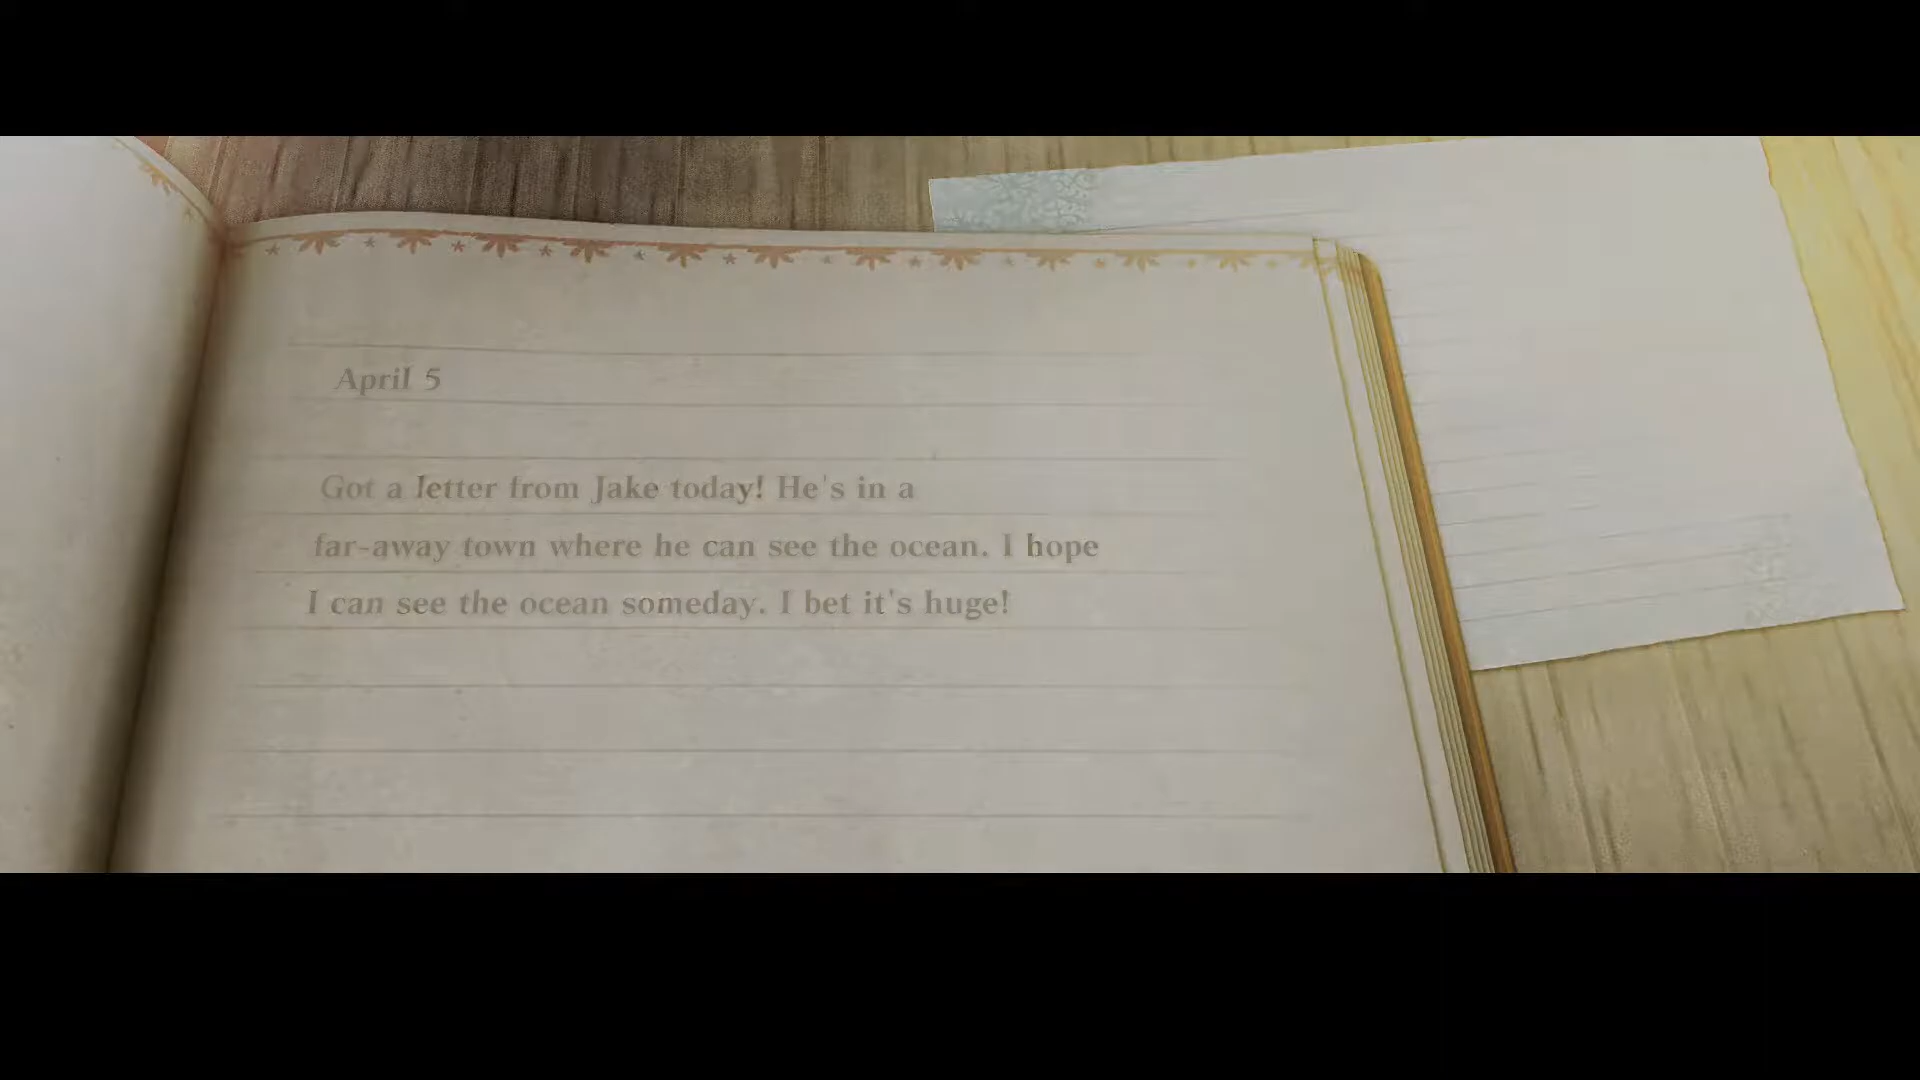 April 5
Got a letter from Jake today! He's in a
far-away town where he can see the ocean. I hope
I can see the ocean someday. I bet it's huge!